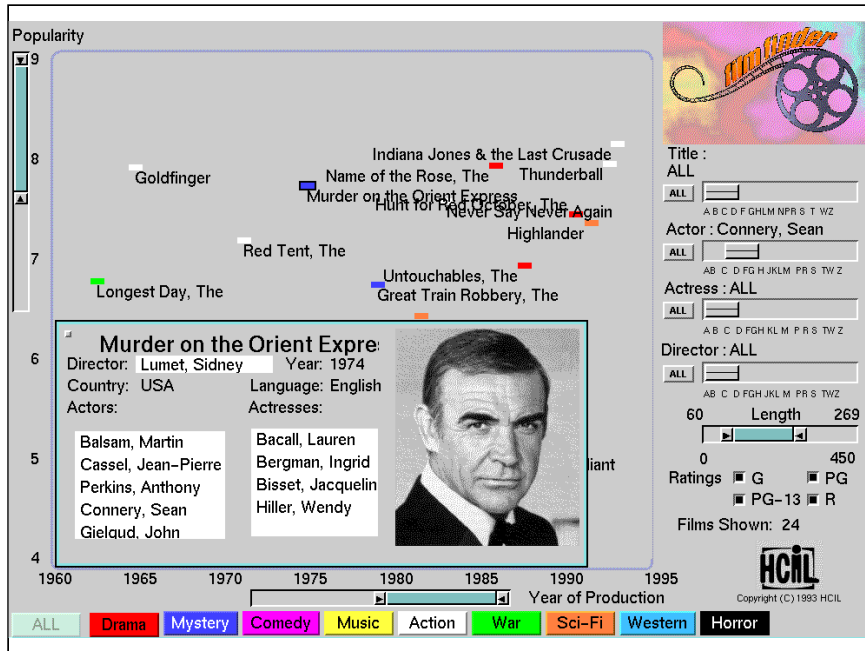 Popularity
film finder
9
8
7
6
5
4
Indiana Jones & the Last Crusade
Goldfinger
Name of the Rose, The
Thunderball
Murder on the Orient Express
Hunt for Red October, The
Never Say Never Again
Highlander
Red Tent, The
Untouchables, The
Longest Day, The
Great Train Robbery, The
Murder on the Orient Expre
Director: Lumet, Sidney Year: 1974
Country: USA Language: English
Actors: Actresses:
Balsam, Martin
Cassel, Jean-Pierre
Perkins, Anthony
Connery, Sean
Gielgud, John
Bacall, Lauren
Bergman, Ingrid
Bisset, Jacquelin
Hiller, Wendy
iant
1960 1965 1970 1975 1980 1985 1990 1995
Year of Production
Title :
ALL
ALL
A B C D F GHLM NPR S T WZ
Actor : Connery, Sean
ALL
AB C D FG H JKLM P R S TW Z
Actress : ALL
ALL
A B C D F GH KL M P R S TWZ
Director : ALL
ALL
AB C D FGH JKL M PR S TW Z
60 Length 269
0 450
Ratings G PG
PG-13 R
Films Shown: 24
HCIL
Copyright (C) 1993 HCIL
ALL Drama Mystery Comedy Music Action War Sci-Fi Western Horror